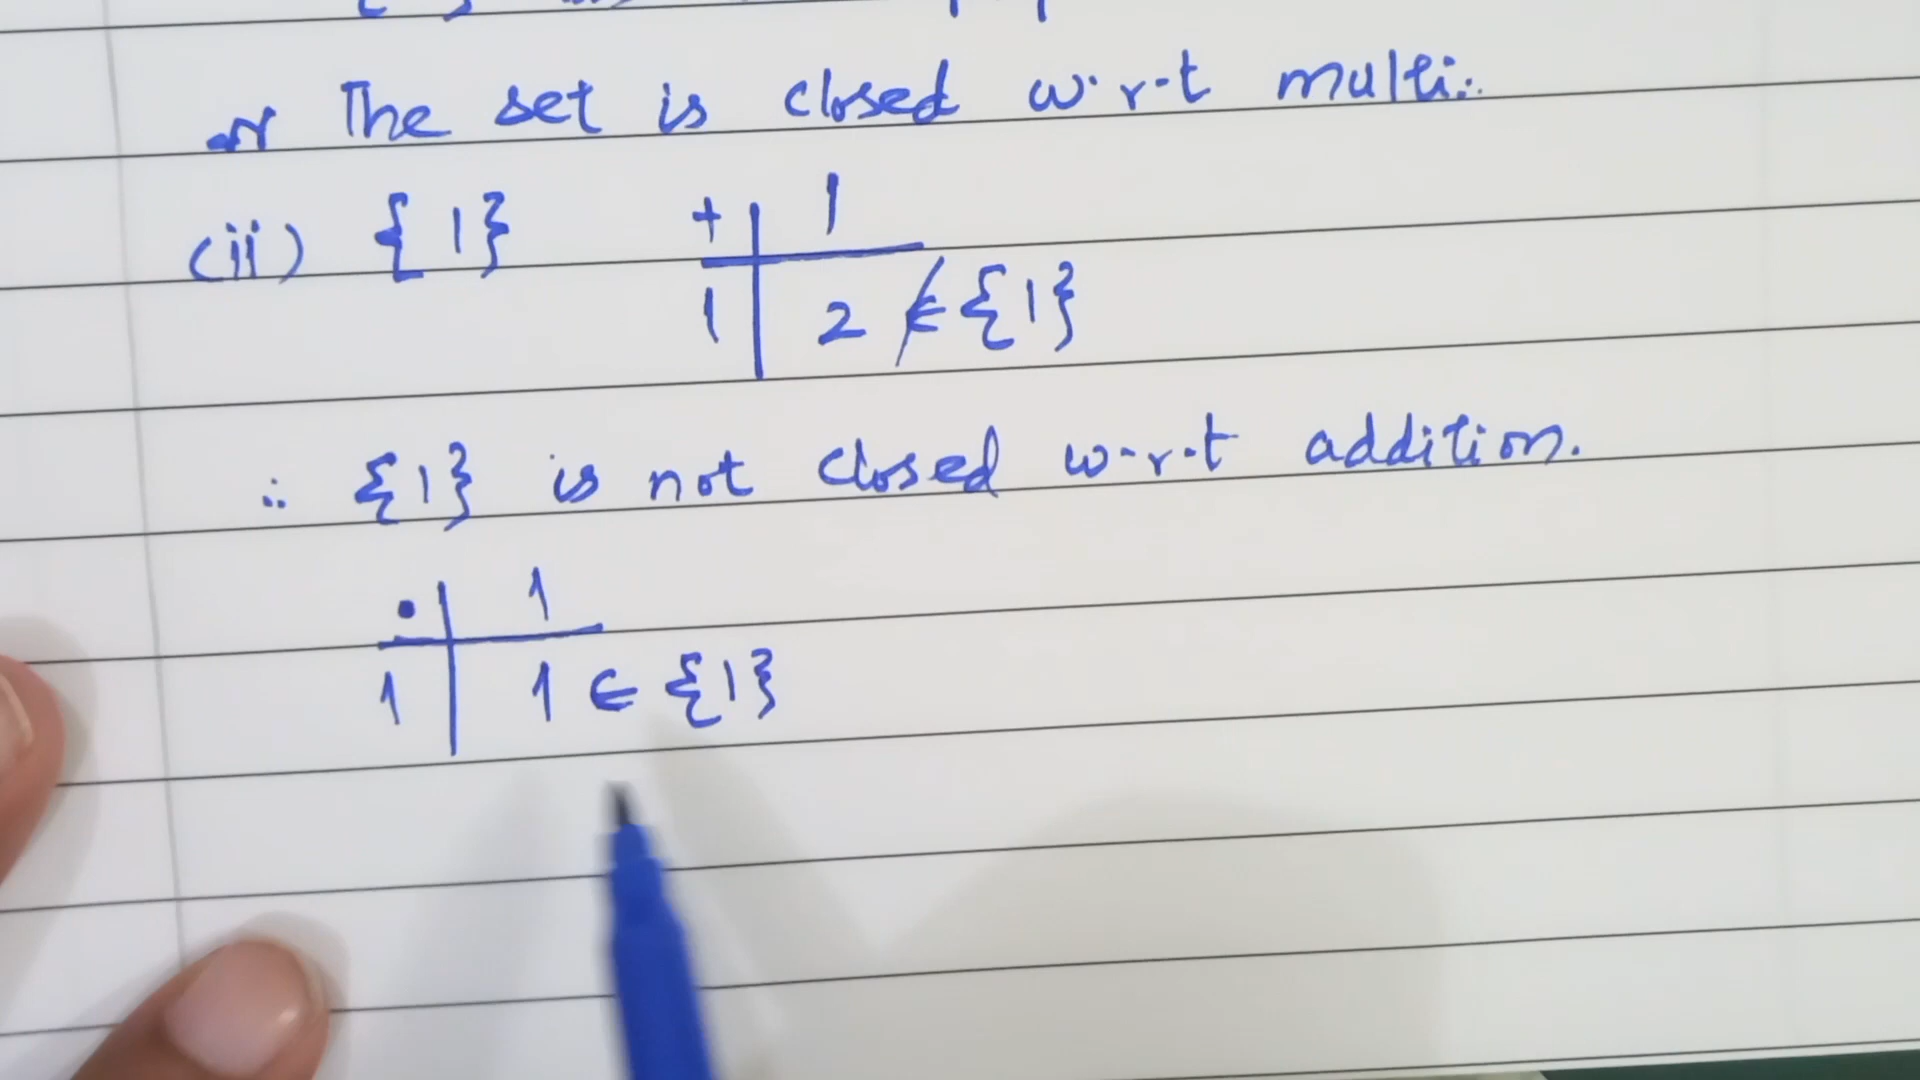 or The set is closed w.r.t multi:.
(ii) {1} + | 1
1 | 2 ∉ {1}
∴ {1} is not closed w.r.t addition.
• | 1
1 | 1 ∈ {1}